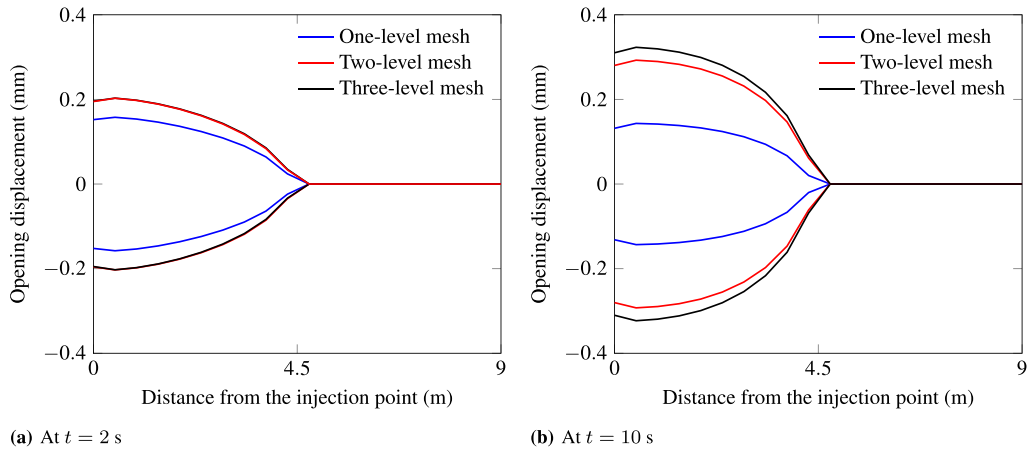 0.4
0.2
0
−0.2
−0.4
Opening displacement (mm)
One-level mesh
Two-level mesh
Three-level mesh
0
4.5
9
Distance from the injection point (m)
(a) At t = 2 s
0.4
0.2
0
−0.2
−0.4
Opening displacement (mm)
One-level mesh
Two-level mesh
Three-level mesh
0
4.5
9
Distance from the injection point (m)
(b) At t = 10 s